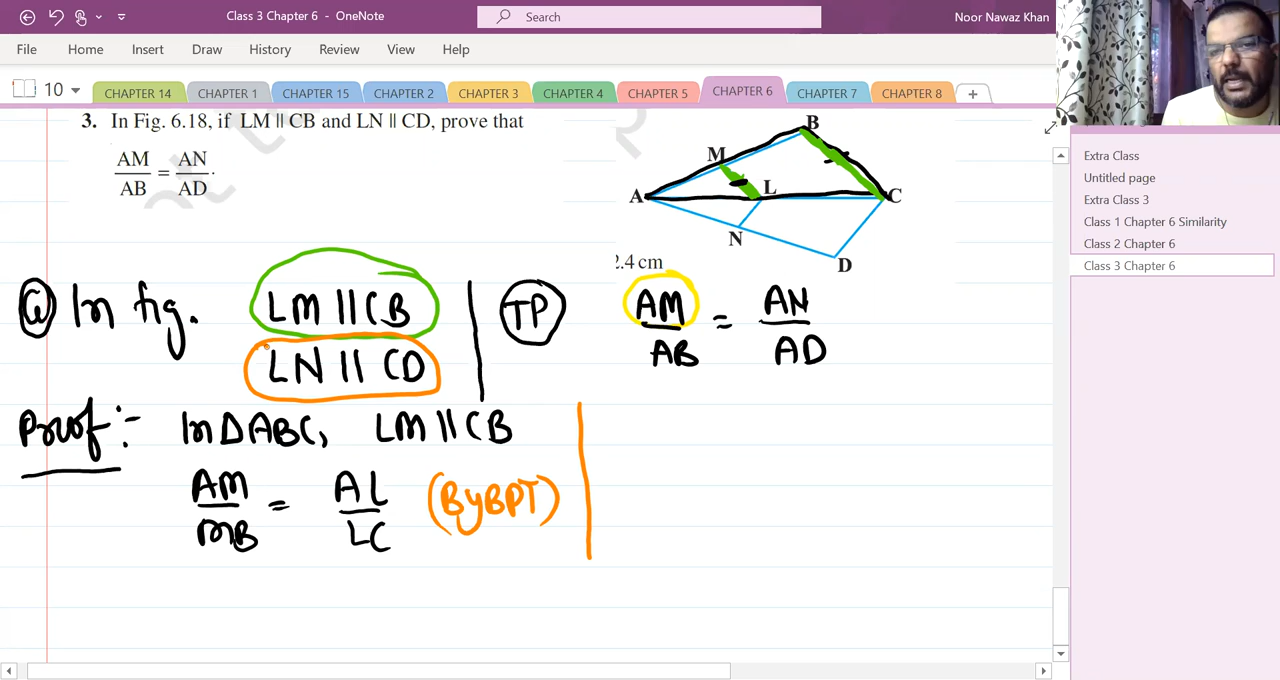 Class 3 Chapter 6 - OneNote
Search
Noor Nawaz Khan
File Home Insert Draw History Review View Help
10 CHAPTER 14 CHAPTER 1 CHAPTER 15 CHAPTER 2 CHAPTER 3 CHAPTER 4 CHAPTER 5 CHAPTER 6 CHAPTER 7 CHAPTER 8 +
3. In Fig. 6.18, if LM || CB and LN || CD, prove that
AM/AB = AN/AD.
B
M
A L C
N
D
2.4 cm
G In fig. LM || CB
LN || CD
TP AM/AB = AN/AD
Proof :- In Δ ABC, LM || CB
AM/MB = AL/LC (By BPT)
Extra Class
Untitled page
Extra Class 3
Class 1 Chapter 6 Similarity
Class 2 Chapter 6
Class 3 Chapter 6